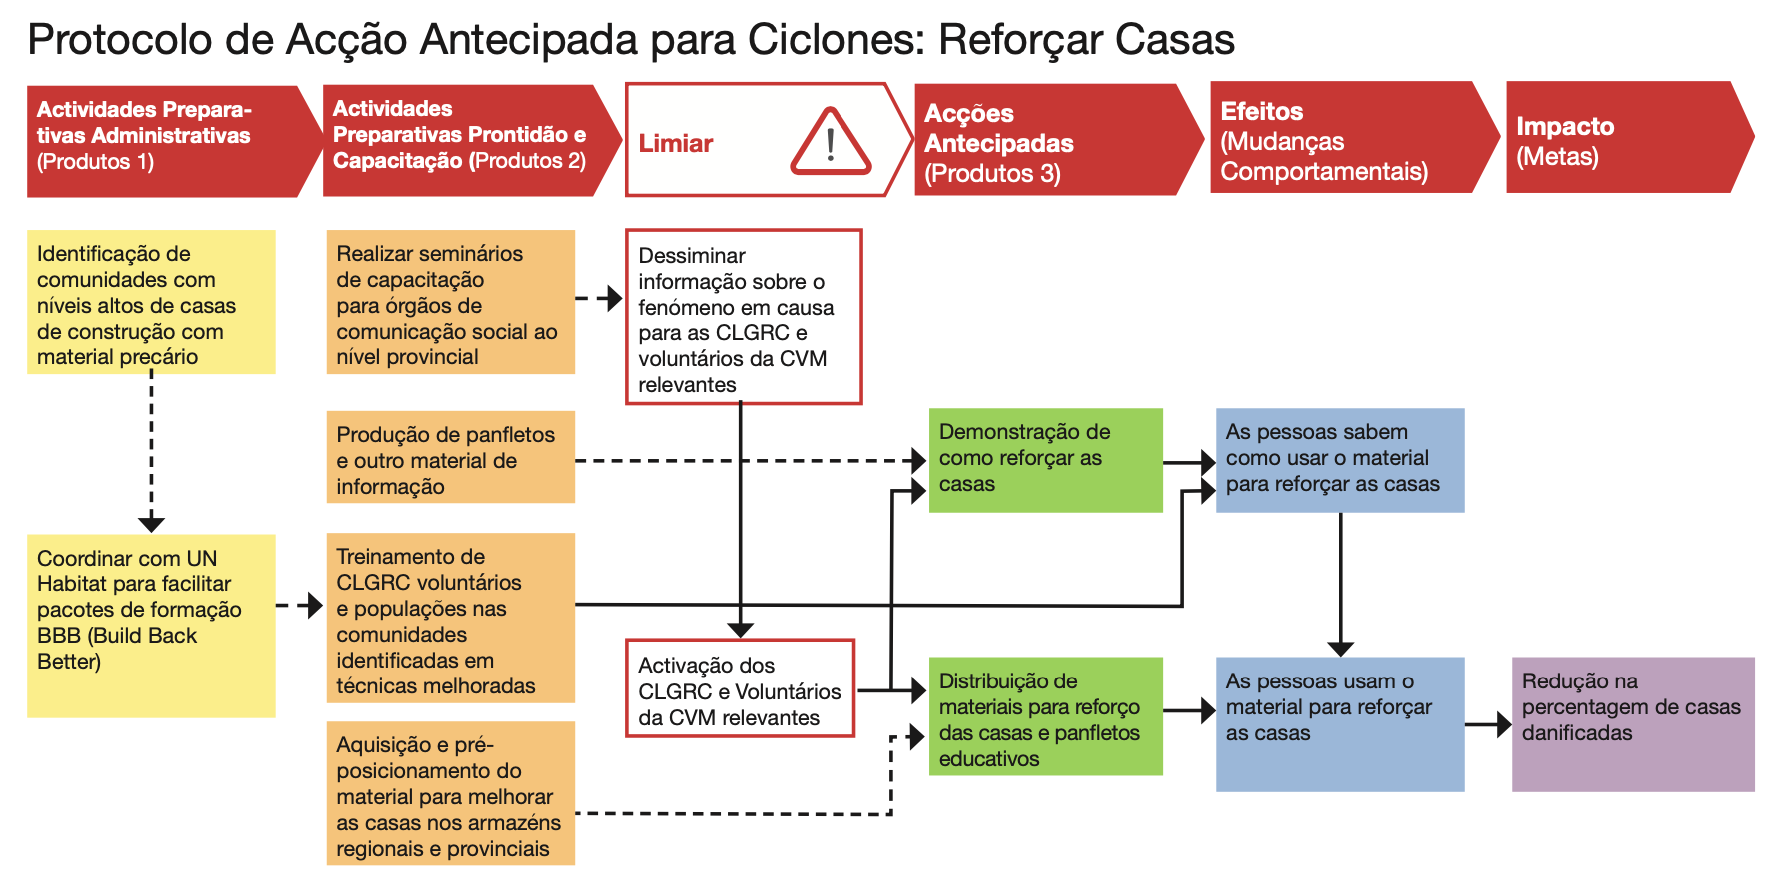 Protocolo de Acção Antecipada para Ciclones: Reforçar Casas
Actividades Prepara-
tivas Administrativas
(Produtos 1)
Actividades
Preparativas Prontidão e
Capacitação (Produtos 2)
Limiar
!
Acções
Antecipadas
(Produtos 3)
Efeitos
(Mudanças
Comportamentais)
Impacto
(Metas)
Identificação de
comunidades com
níveis altos de casas
de construção com
material precário
Coordinar com UN
Habitat para facilitar
pacotes de formação
BBB (Build Back
Better)
Realizar seminários
de capacitação
para órgãos de
comunicação social ao
nível provincial
Produção de panfletos
e outro material de
informação
Treinamento de
CLGRC voluntários
e populações nas
comunidades
identificadas em
técnicas melhoradas
Aquisição e pré-
posicionamento do
material para melhorar
as casas nos armazéns
regionais e provinciais
Dessiminar
informação sobre o
fenómeno em causa
para as CLGRC e
voluntários da CVM
relevantes
Activação dos
CLGRC e Voluntários
da CVM relevantes
Demonstração de
como reforçar as
casas
Distribuição de
materiais para reforço
das casas e panfletos
educativos
As pessoas sabem
como usar o material
para reforçar as casas
As pessoas usam o
material para reforçar
as casas
Redução na
percentagem de casas
danificadas